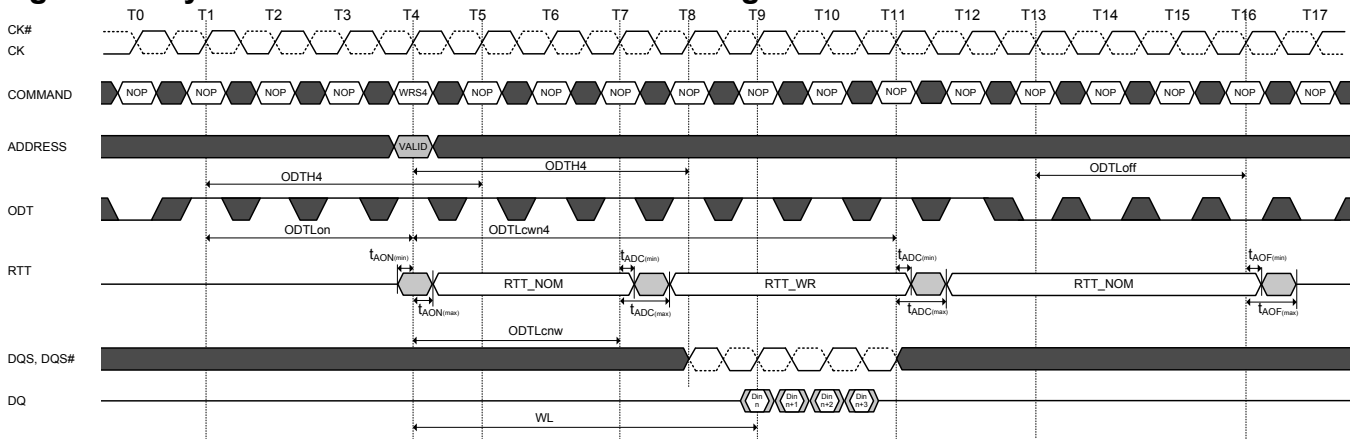 T0 T1 T2 T3 T4 T5 T6 T7 T8 T9 T10 T11 T12 T13 T14 T15 T16 T17
CK#
CK
COMMAND NOP NOP NOP NOP WRS4 NOP NOP NOP NOP NOP NOP NOP NOP NOP NOP NOP NOP NOP
ADDRESS VALID
ODTH4 ODTH4 ODTLoff
ODT
ODTLon ODTLcwn4
tAON(min) tADC(min) tADC(min) tAOF(min)
RTT RTT_NOM RTT_WR RTT_NOM
tAON(max) tADC(max) tADC(max) tAOF(max)
ODTLcnw
DQS, DQS#
DQ Din n Din n+1 Din n+2 Din n+3
WL